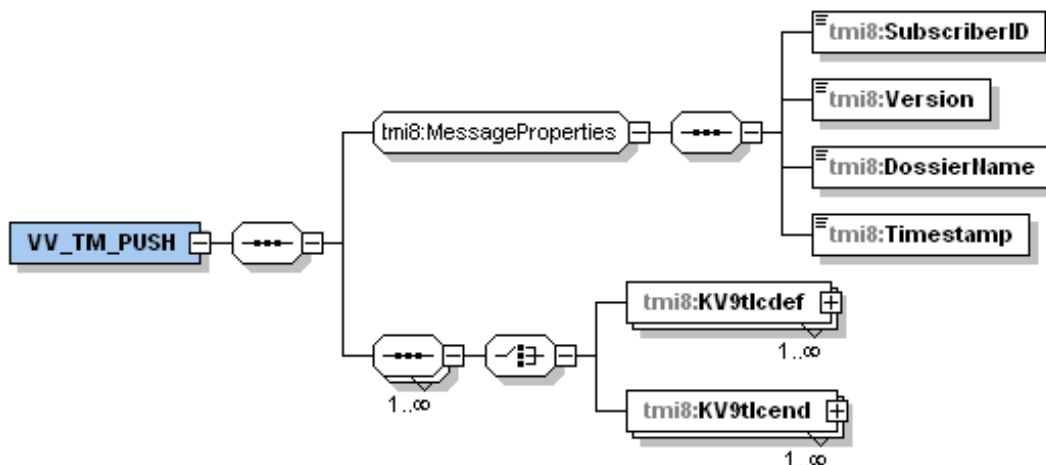 tmi8:SubscriberID
tmi8:Version
tmi8:MessageProperties
tmi8:DossierName
tmi8:Timestamp
VV_TM_PUSH
tmi8:KV9tlcdef
1..∞
1..∞
tmi8:KV9tlcend
1..∞